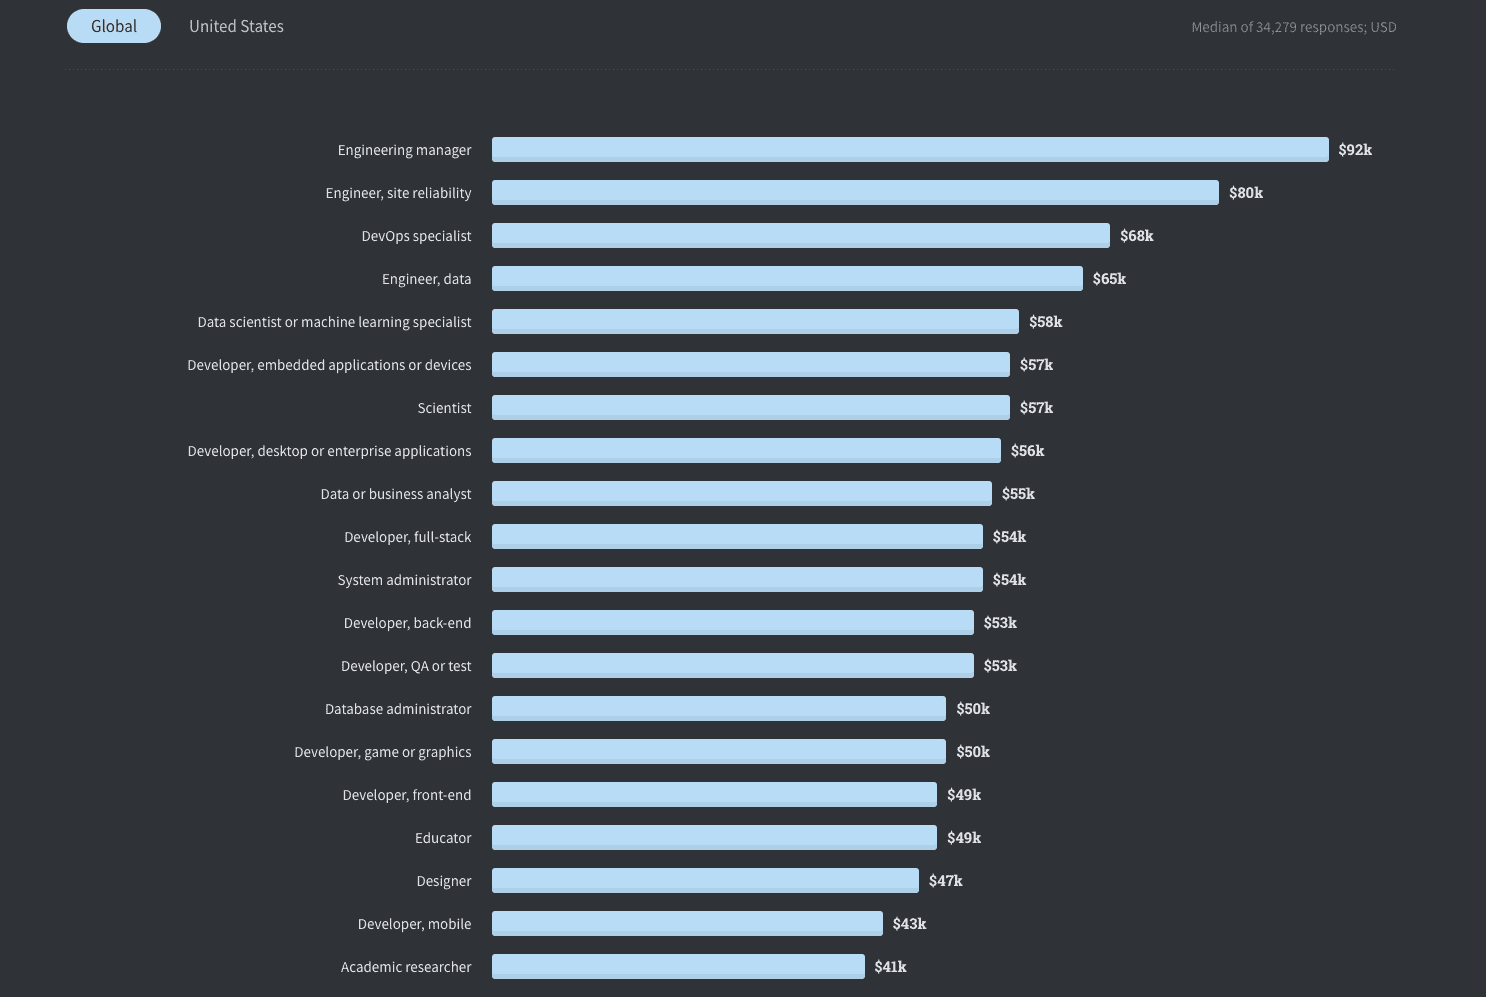 Global United States Median of 34,279 responses; USD
Engineering manager $92k
Engineer, site reliability $80k
DevOps specialist $68k
Engineer, data $65k
Data scientist or machine learning specialist $58k
Developer, embedded applications or devices $57k
Scientist $57k
Developer, desktop or enterprise applications $56k
Data or business analyst $55k
Developer, full-stack $54k
System administrator $54k
Developer, back-end $53k
Developer, QA or test $53k
Database administrator $50k
Developer, game or graphics $50k
Developer, front-end $49k
Educator $49k
Designer $47k
Developer, mobile $43k
Academic researcher $41k